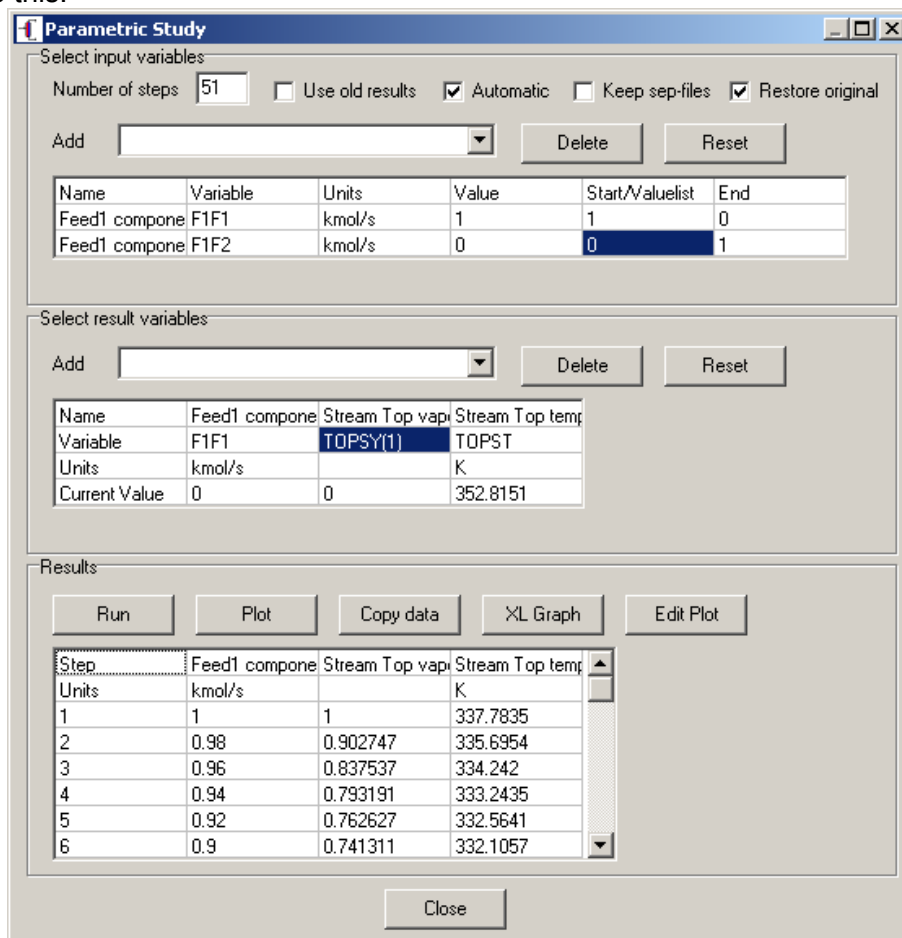 this.
Parametric Study
Select input variables
Number of steps 51 Use old results Automatic Keep sep-files Restore original
Add Delete Reset
Name Variable Units Value Start/Valuelist End
Feed1 compone F1F1 kmol/s 1 1 0
Feed1 compone F1F2 kmol/s 0 0 1
Select result variables
Add Delete Reset
Name Feed1 compone Stream Top vap Stream Top temp
Variable F1F1 TOPSY(1) TOPST
Units kmol/s K
Current Value 0 0 352.8151
Results
Run Plot Copy data XL Graph Edit Plot
Step Feed1 compone Stream Top vap Stream Top temp
Units kmol/s K
1 1 1 337.7835
2 0.98 0.902747 335.6954
3 0.96 0.837537 334.242
4 0.94 0.793191 333.2435
5 0.92 0.762627 332.5641
6 0.9 0.741311 332.1057
Close